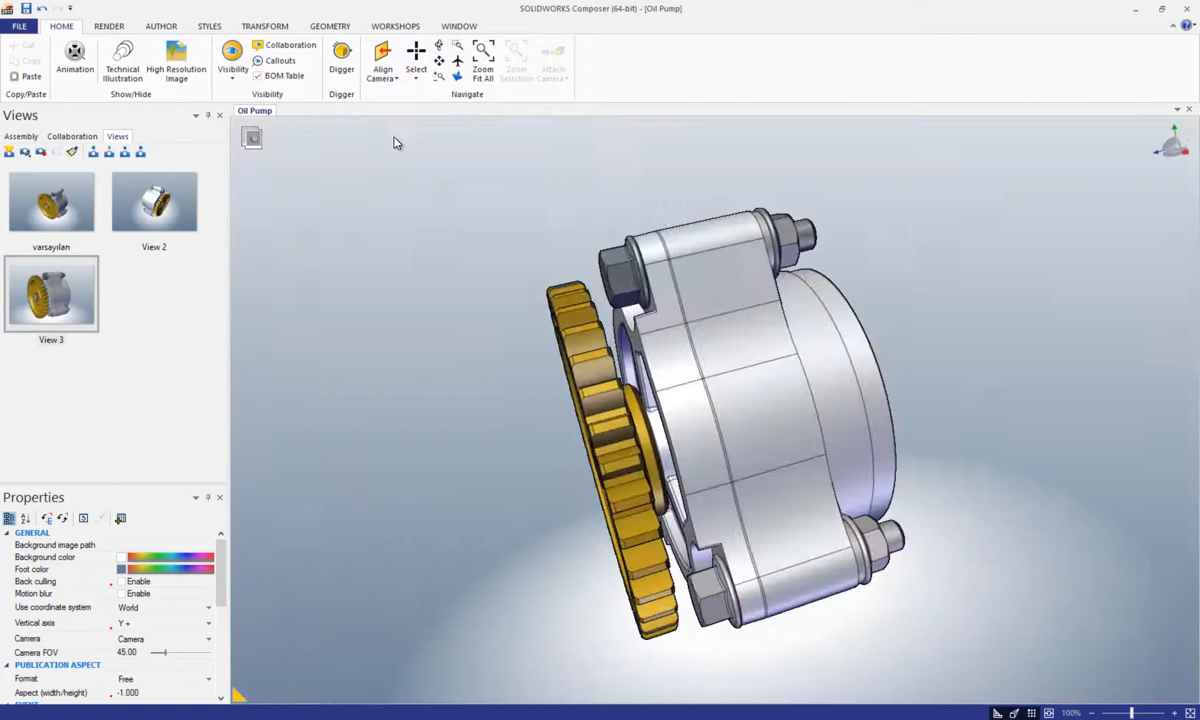 SOLIDWORKS Composer (64-bit) - [Oil Pump]
FILE HOME RENDER AUTHOR STYLES TRANSFORM GEOMETRY WORKSHOPS WINDOW
Cut
Copy
Paste
Copy/Paste
Animation
Technical Illustration
High Resolution Image
Show/Hide
Visibility
Collaboration
Callouts
BOM Table
Visibility
Digger
Digger
Align Camera
Select
Zoom Fit All
Zoom Selection
Attach Camera
Navigate
Views
Oil Pump
Assembly Collaboration Views
varsayılan
View 2
View 3
Properties
GENERAL
Background image path
Background color
Foot color
Back culling Enable
Motion blur Enable
Use coordinate system World
Vertical axis Y +
Camera Camera
Camera FOV 45.00
PUBLICATION ASPECT
Format Free
Aspect (width/height) -1.000
100%